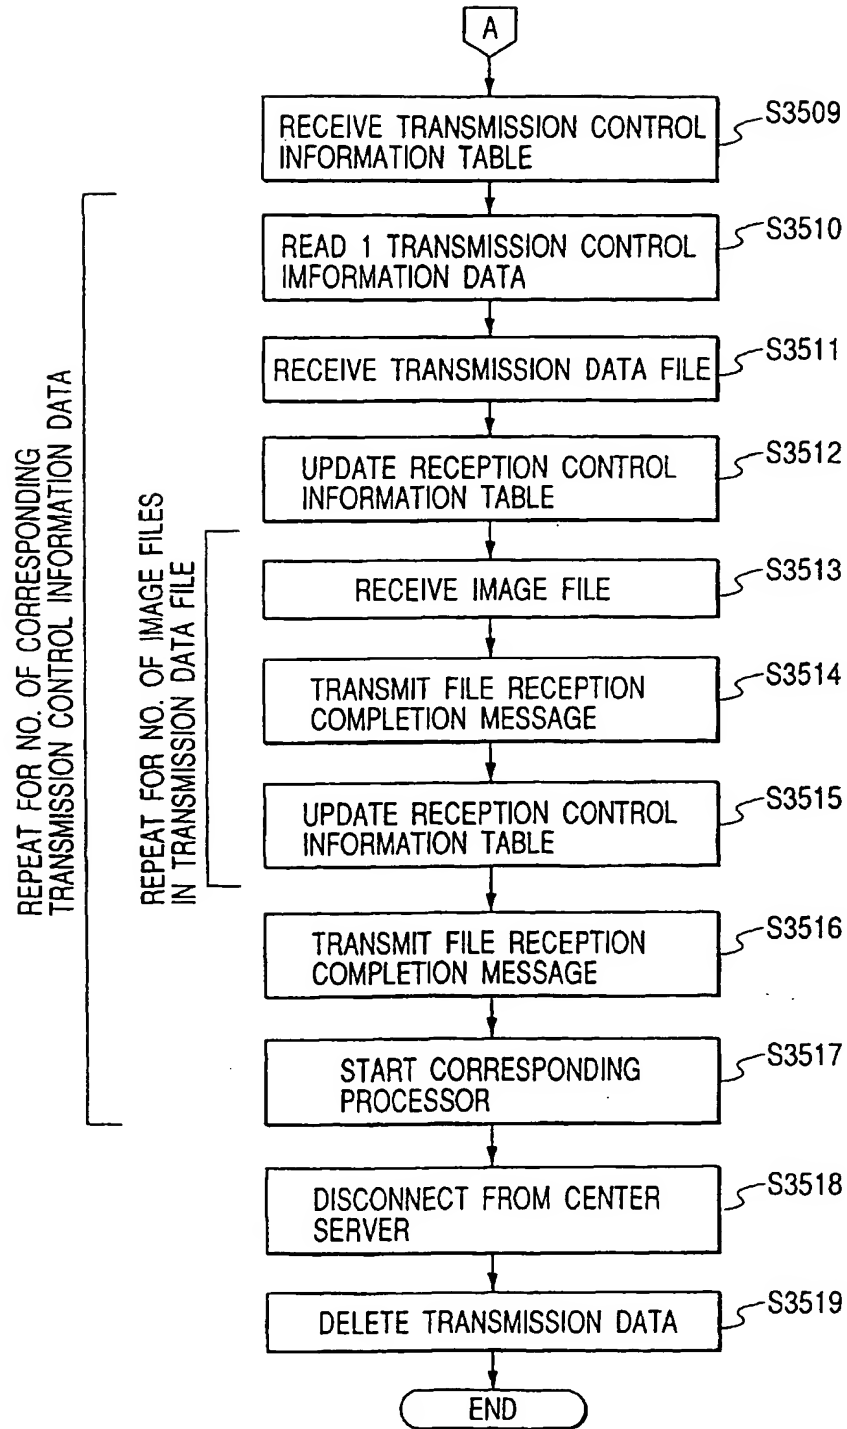 A
RECEIVE TRANSMISSION CONTROL
INFORMATION TABLE
S3509
READ 1 TRANSMISSION CONTROL
IMFORMATION DATA
S3510
RECEIVE TRANSMISSION DATA FILE
S3511
UPDATE RECEPTION CONTROL
INFORMATION TABLE
S3512
RECEIVE IMAGE FILE
S3513
TRANSMIT FILE RECEPTION
COMPLETION MESSAGE
S3514
UPDATE RECEPTION CONTROL
INFORMATION TABLE
S3515
TRANSMIT FILE RECEPTION
COMPLETION MESSAGE
S3516
START CORRESPONDING
PROCESSOR
S3517
DISCONNECT FROM CENTER
SERVER
S3518
DELETE TRANSMISSION DATA
S3519
END
REPEAT FOR NO. OF CORRESPONDING
TRANSMISSION CONTROL INFORMATION DATA
REPEAT FOR NO. OF IMAGE FILES
IN TRANSMISSION DATA FILE